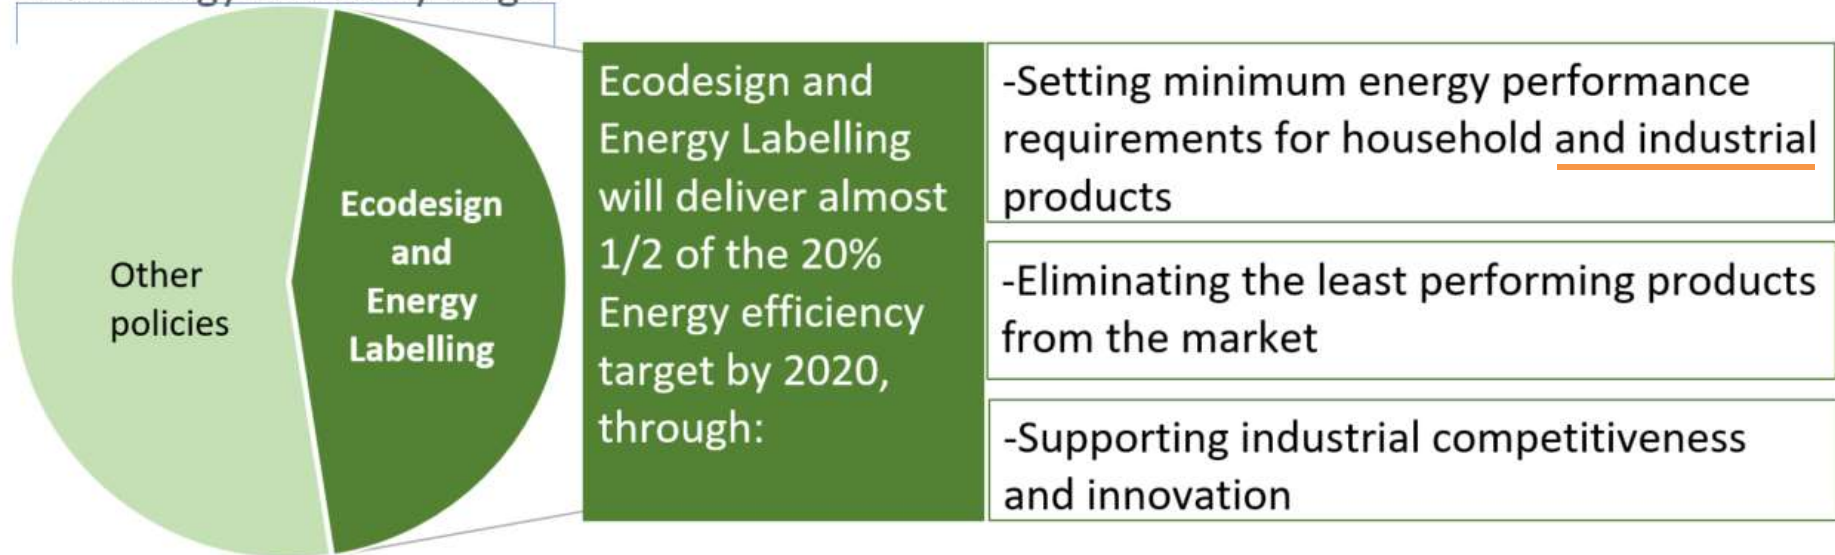 Other
policies
Ecodesign
and
Energy
Labelling
Ecodesign and
Energy Labelling
will deliver almost
1/2 of the 20%
Energy efficiency
target by 2020,
through:
-Setting minimum energy performance
requirements for household and industrial
products
-Eliminating the least performing products
from the market
-Supporting industrial competitiveness
and innovation